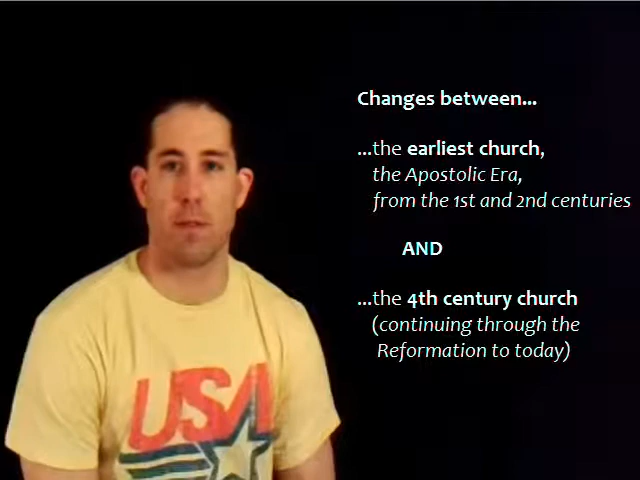 Changes between...
...the earliest church,
the Apostolic Era,
from the 1st and 2nd centuries
AND
...the 4th century church
(continuing through the
Reformation to today)
USA